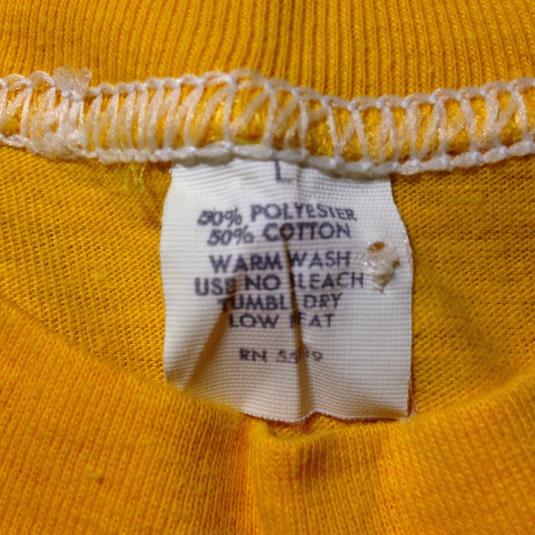 L
50% POLYESTER
50% COTTON
WARM WASH
USE NO BLEACH
TUMBLE DRY
LOW HEAT
RN